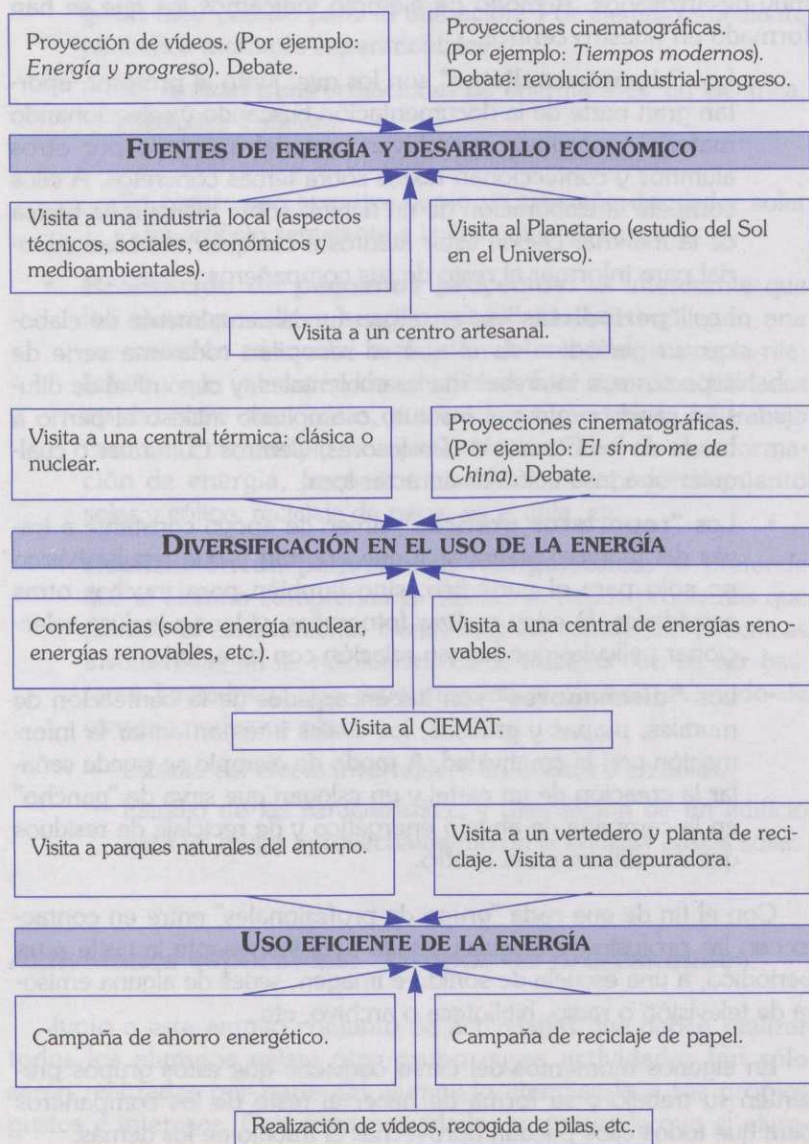 Proyección de vídeos. (Por ejemplo:
Energía y progreso). Debate.
Proyecciones cinematográficas.
(Por ejemplo: Tiempos modernos).
Debate: revolución industrial-progreso.
FUENTES DE ENERGÍA Y DESARROLLO ECONÓMICO
Visita a una industria local (aspectos
técnicos, sociales, económicos y
medioambientales).
Visita al Planetario (estudio del Sol
en el Universo).
Visita a un centro artesanal.
Visita a una central térmica: clásica o
nuclear.
Proyecciones cinematográficas.
(Por ejemplo: El síndrome de
China). Debate.
DIVERSIFICACIÓN EN EL USO DE LA ENERGÍA
Conferencias (sobre energía nuclear,
energías renovables, etc.).
Visita a una central de energías reno-
vables.
Visita al CIEMAT.
Visita a parques naturales del entorno.
Visita a un vertedero y planta de reci-
claje. Visita a una depuradora.
USO EFICIENTE DE LA ENERGÍA
Campaña de ahorro energético.
Campaña de reciclaje de papel.
Realización de vídeos, recogida de pilas, etc.